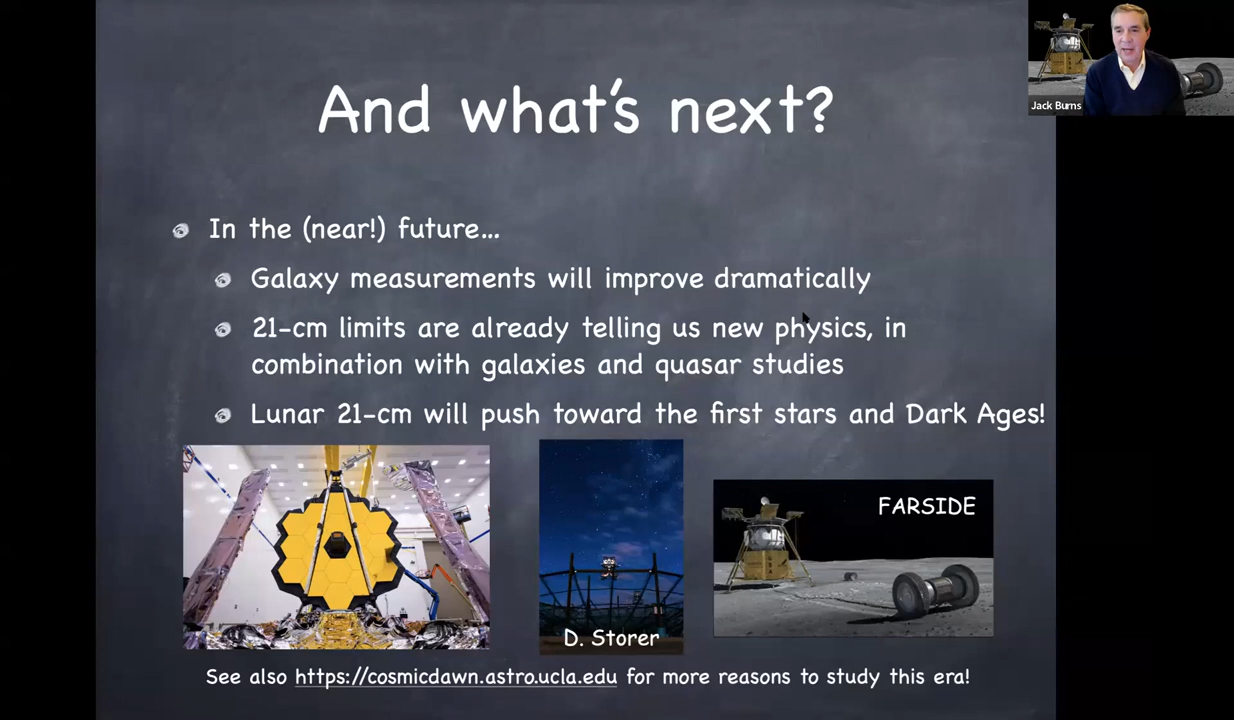 And what's next?
Jack Burns
In the (near!) future...
Galaxy measurements will improve dramatically
21-cm limits are already telling us new physics, in
combination with galaxies and quasar studies
Lunar 21-cm will push toward the first stars and Dark Ages!
FARSIDE
D. Storer
See also https://cosmicdawn.astro.ucla.edu for more reasons to study this era!